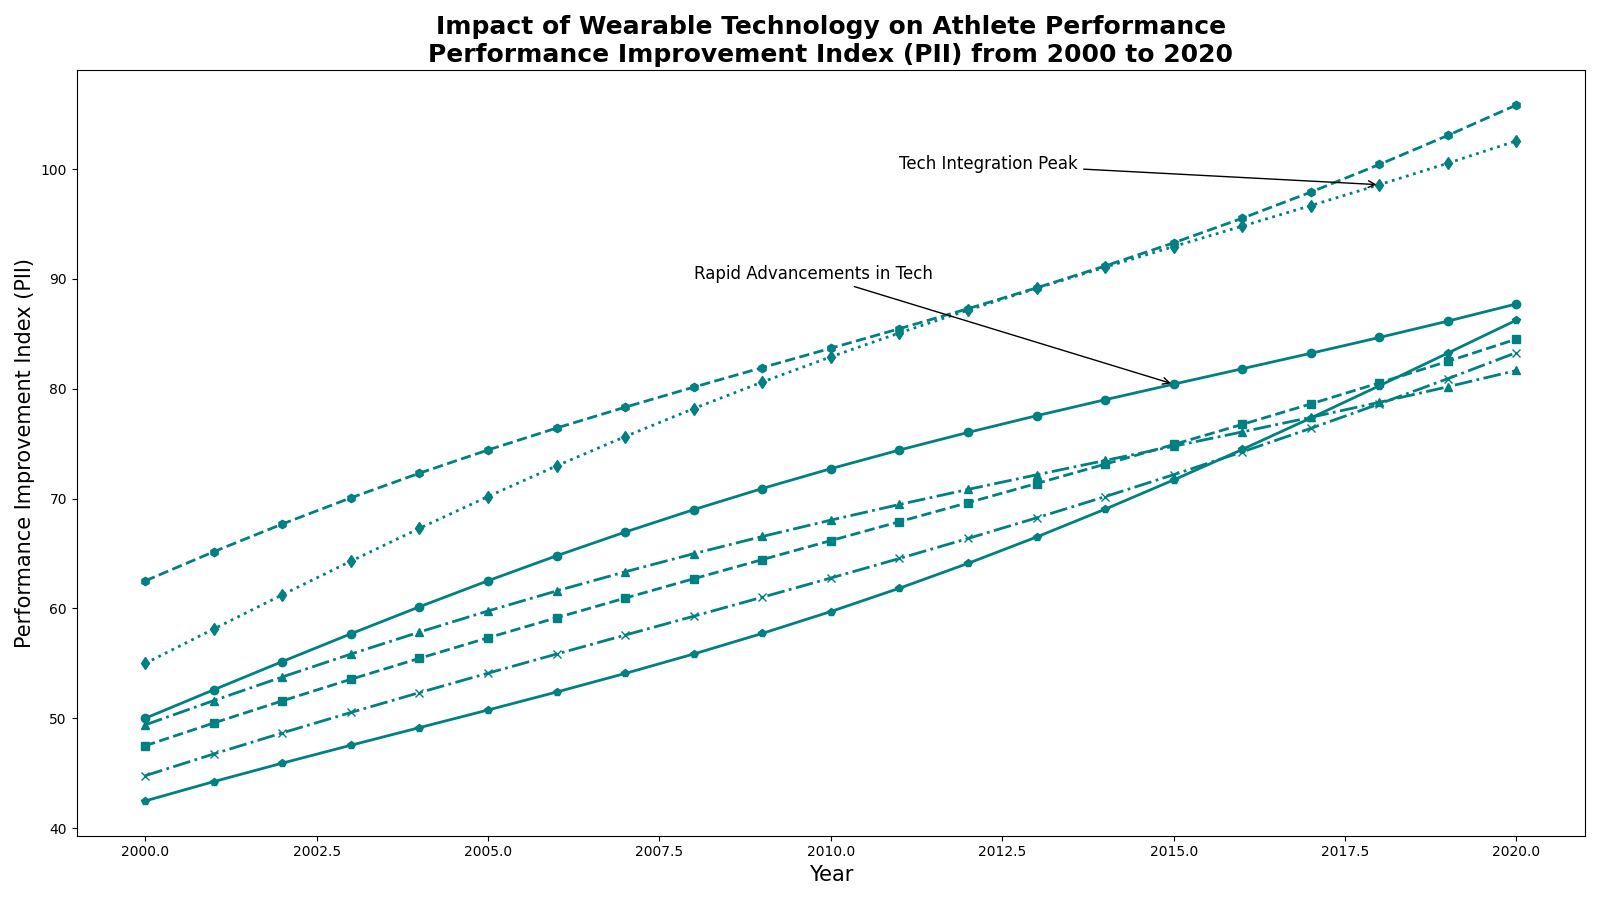 Impact of Wearable Technology on Athlete Performance
Performance Improvement Index (PII) from 2000 to 2020
Performance Improvement Index (PII)
100
90
80
70
60
50
40
Tech Integration Peak
Rapid Advancements in Tech
2000.0
2002.5
2005.0
2007.5
2010.0
2012.5
2015.0
2017.5
2020.0
Year